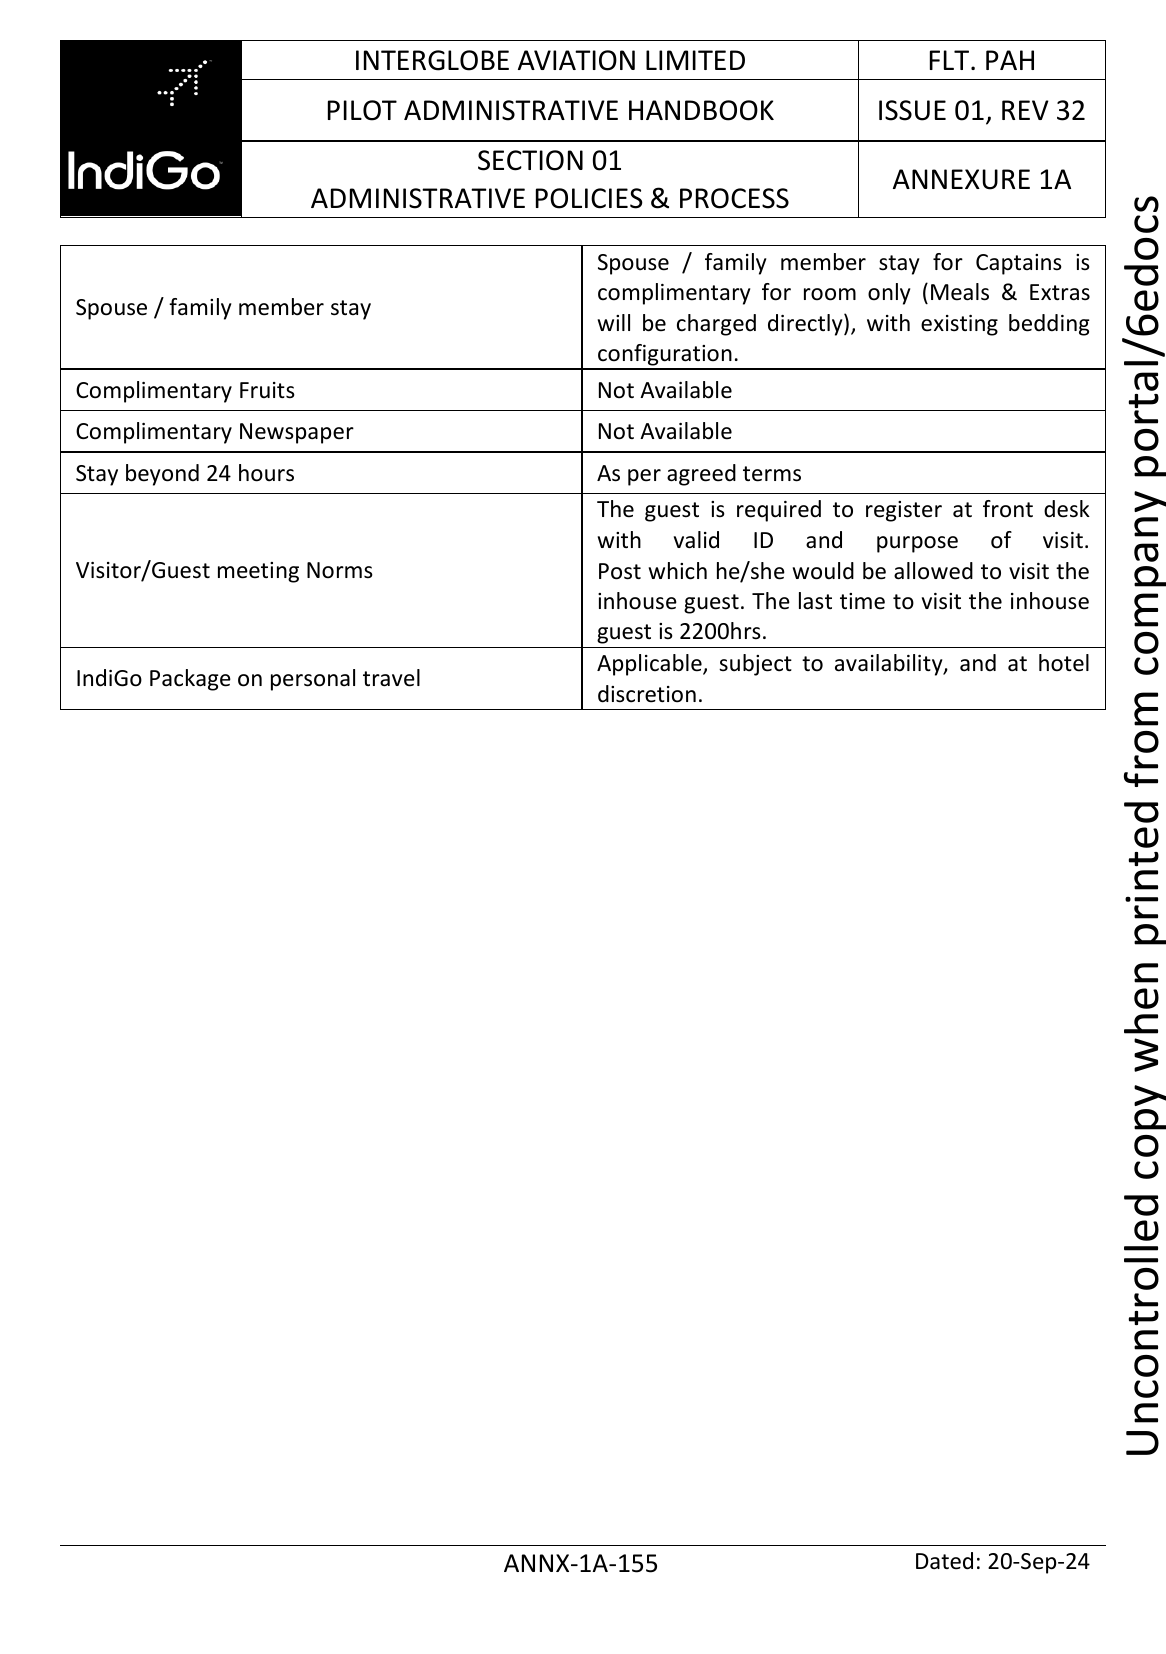 INTERGLOBE AVIATION LIMITED
FLT. PAH
PILOT ADMINISTRATIVE HANDBOOK
ISSUE 01, REV 32
IndiGo
SECTION 01
ADMINISTRATIVE POLICIES & PROCESS
ANNEXURE 1A
Spouse / family member stay
Spouse / family member stay for Captains is
complimentary for room only (Meals & Extras
will be charged directly), with existing bedding
configuration.
Complimentary Fruits
Not Available
Complimentary Newspaper
Not Available
Stay beyond 24 hours
As per agreed terms
Visitor/Guest meeting Norms
The guest is required to register at front desk
with valid ID and purpose of visit.
Post which he/she would be allowed to visit the
inhouse guest. The last time to visit the inhouse
guest is 2200hrs.
IndiGo Package on personal travel
Applicable, subject to availability, and at hotel
discretion.
Uncontrolled copy when printed from company portal/6edocs
ANNX-1A-155
Dated: 20-Sep-24